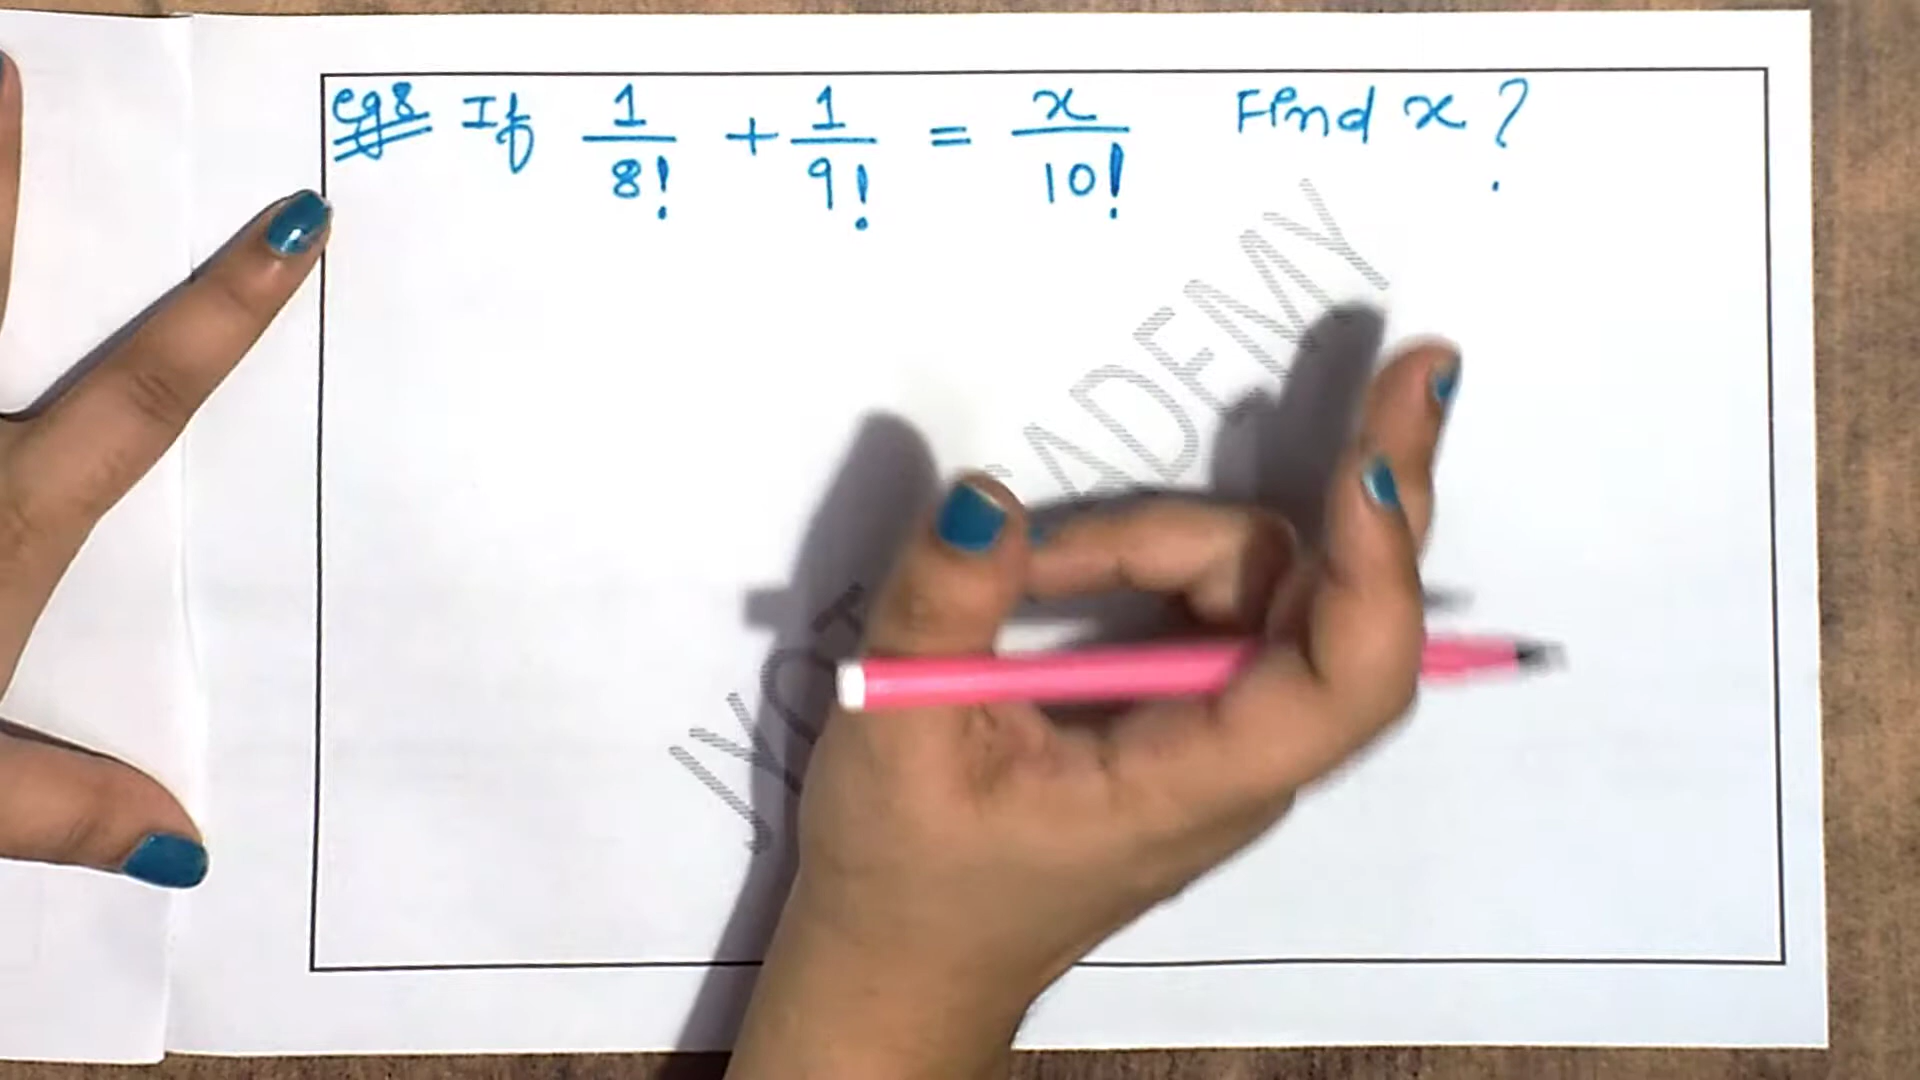 eg8 If 1/8! + 1/9! = x/10! Find x ?